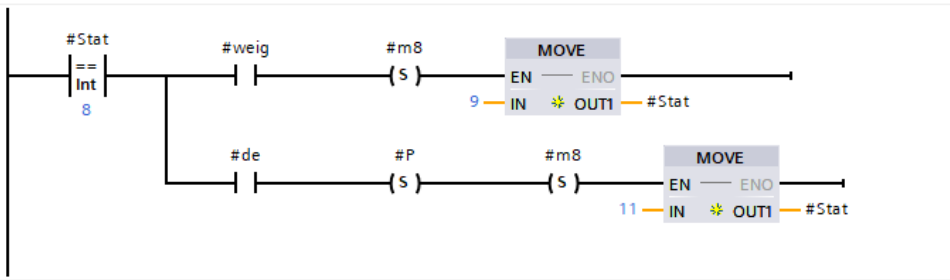 #Stat
==
Int
8
#weig
#m8
( S )
MOVE
EN ENO
9 IN OUT1 #Stat
#de
#P
( S )
#m8
( S )
MOVE
EN ENO
11 IN OUT1 #Stat